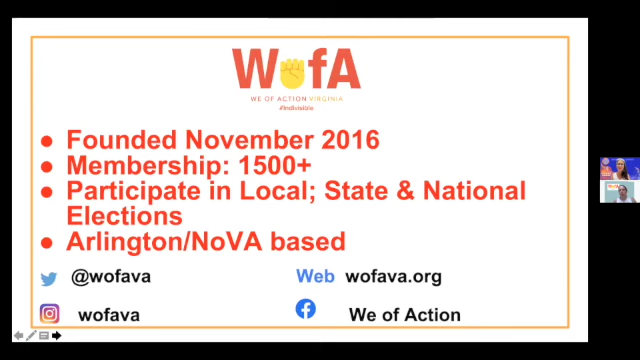 WofA
WE OF ACTION VIRGINIA
#Indivisible
● Founded November 2016
● Membership: 1500+
● Participate in Local; State & National
Elections
● Arlington/NoVA based
@wofava
Web wofava.org
wofava
We of Action